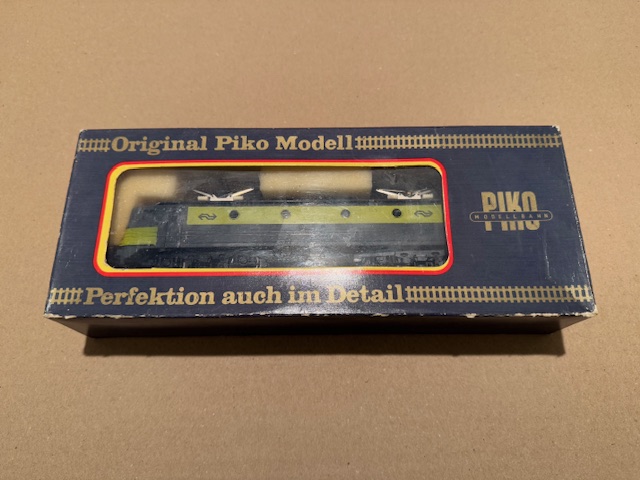 Original Piko Modell
PIKO
MODELLBAHN
Perfektion auch im Detail